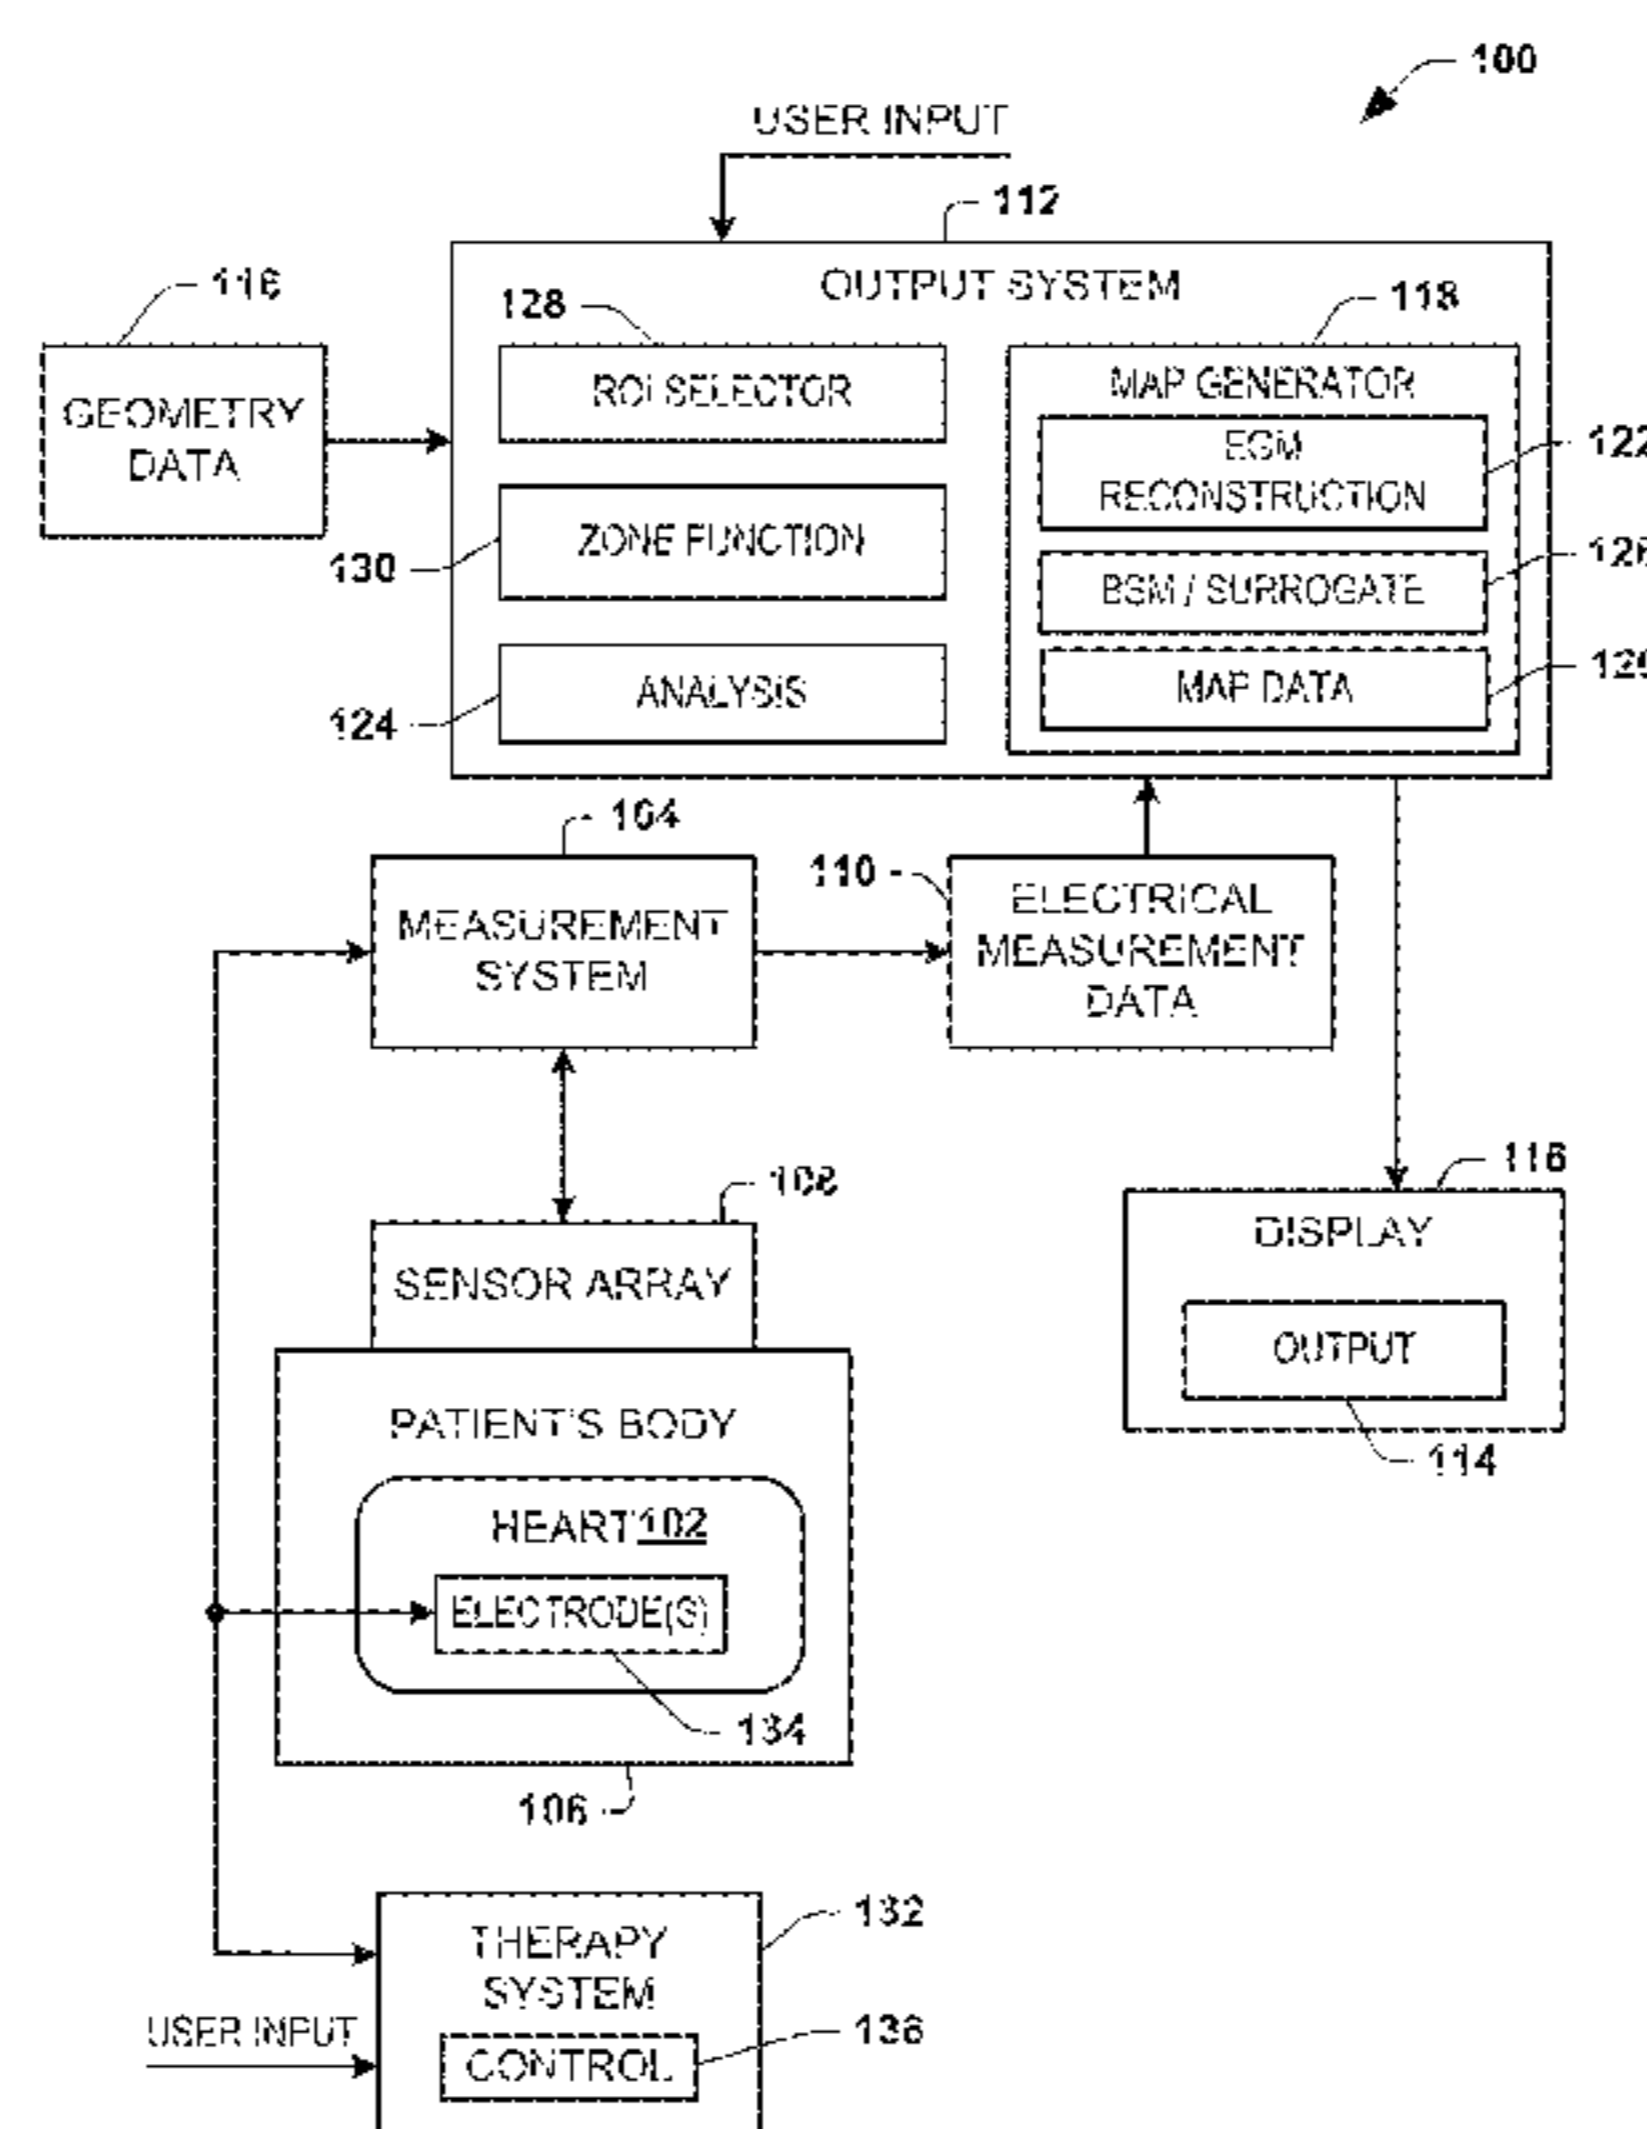 100
USER INPUT
112
OUTPUT SYSTEM
116
GEOMETRY
DATA
128
ROI SELECTOR
130
ZONE FUNCTION
124
ANALYSIS
118
MAP GENERATOR
EGM
RECONSTRUCTION
122
BSM / SURROGATE
MAP DATA
104
MEASUREMENT
SYSTEM
110
ELECTRICAL
MEASUREMENT
DATA
108
SENSOR ARRAY
PATIENT'S BODY
HEART 102
ELECTRODE(S)
134
106
116
DISPLAY
OUTPUT
114
132
THERAPY
SYSTEM
USER INPUT
136
CONTROL